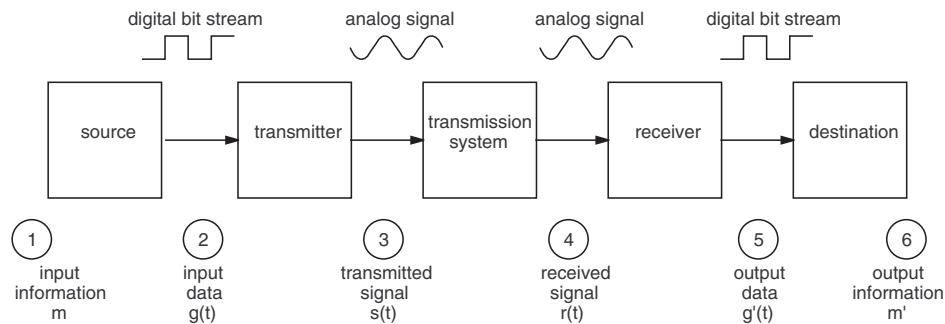 digital bit stream
analog signal
analog signal
digital bit stream
source
transmitter
transmission
system
receiver
destination
1
2
3
4
5
6
input
information
m
input
data
g(t)
transmitted
signal
s(t)
received
signal
r(t)
output
data
g'(t)
output
information
m'